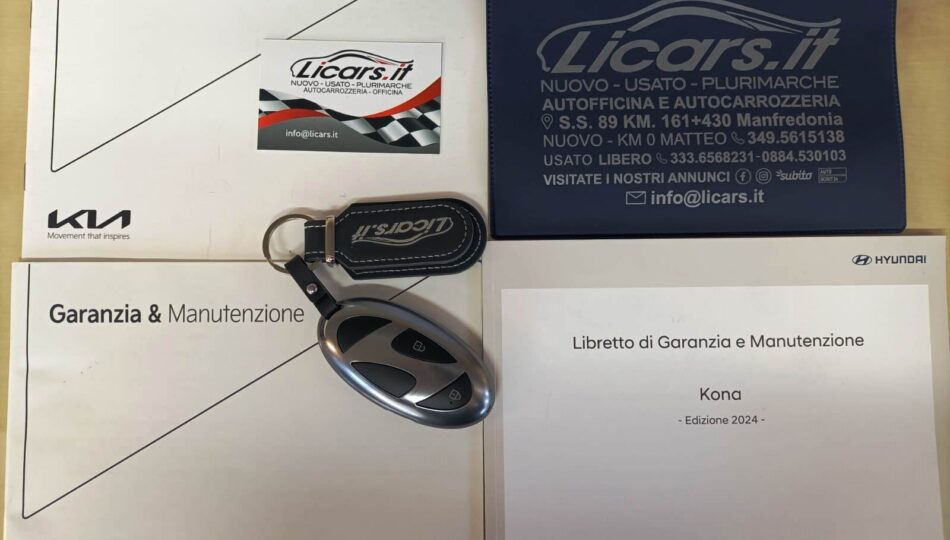 Licars.it
NUOVO - USATO - PLURIMARCHE
AUTOCARROZZERIA - OFFICINA
info@licars.it
Licars.it
NUOVO - USATO - PLURIMARCHE
AUTOFFICINA E AUTOCARROZZERIA
S.S. 89 KM. 161+430 Manfredonia
NUOVO - KM 0 MATTEO 349.5615138
USATO LIBERO 333.6568231-0884.530103
VISITATE I NOSTRI ANNUNCI subito
info@licars.it
KIA
Movement that inspires
Licars.it
Garanzia & Manutenzione
HYUNDAI
Libretto di Garanzia e Manutenzione
Kona
- Edizione 2024 -